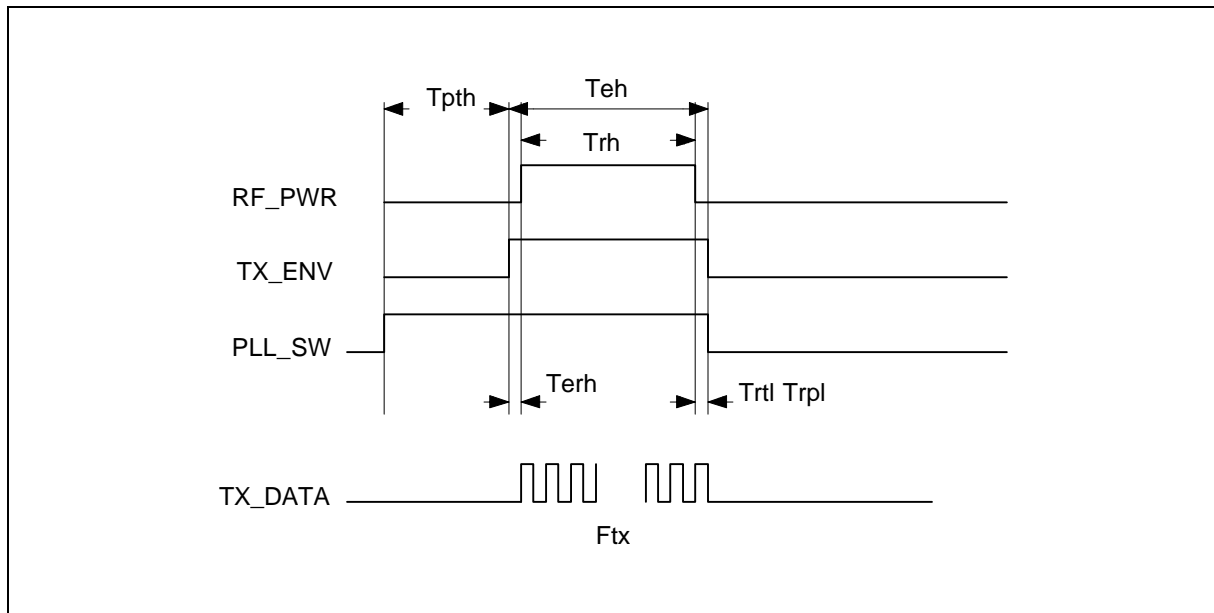 Tpth
Teh
Trh
RF_PWR
TX_ENV
PLL_SW
Terh
Trtl Trpl
TX_DATA
Ftx